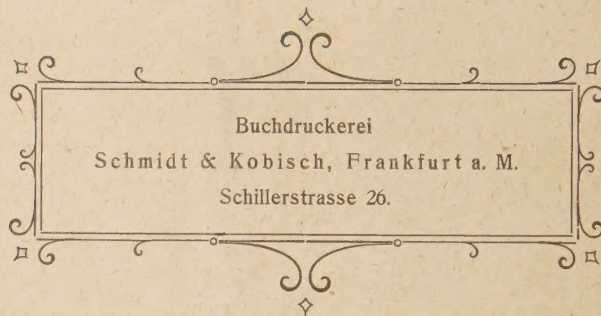 Buchdruckerei
Schmidt & Kobisch, Frankfurt a. M.
Schillerstrasse 26.